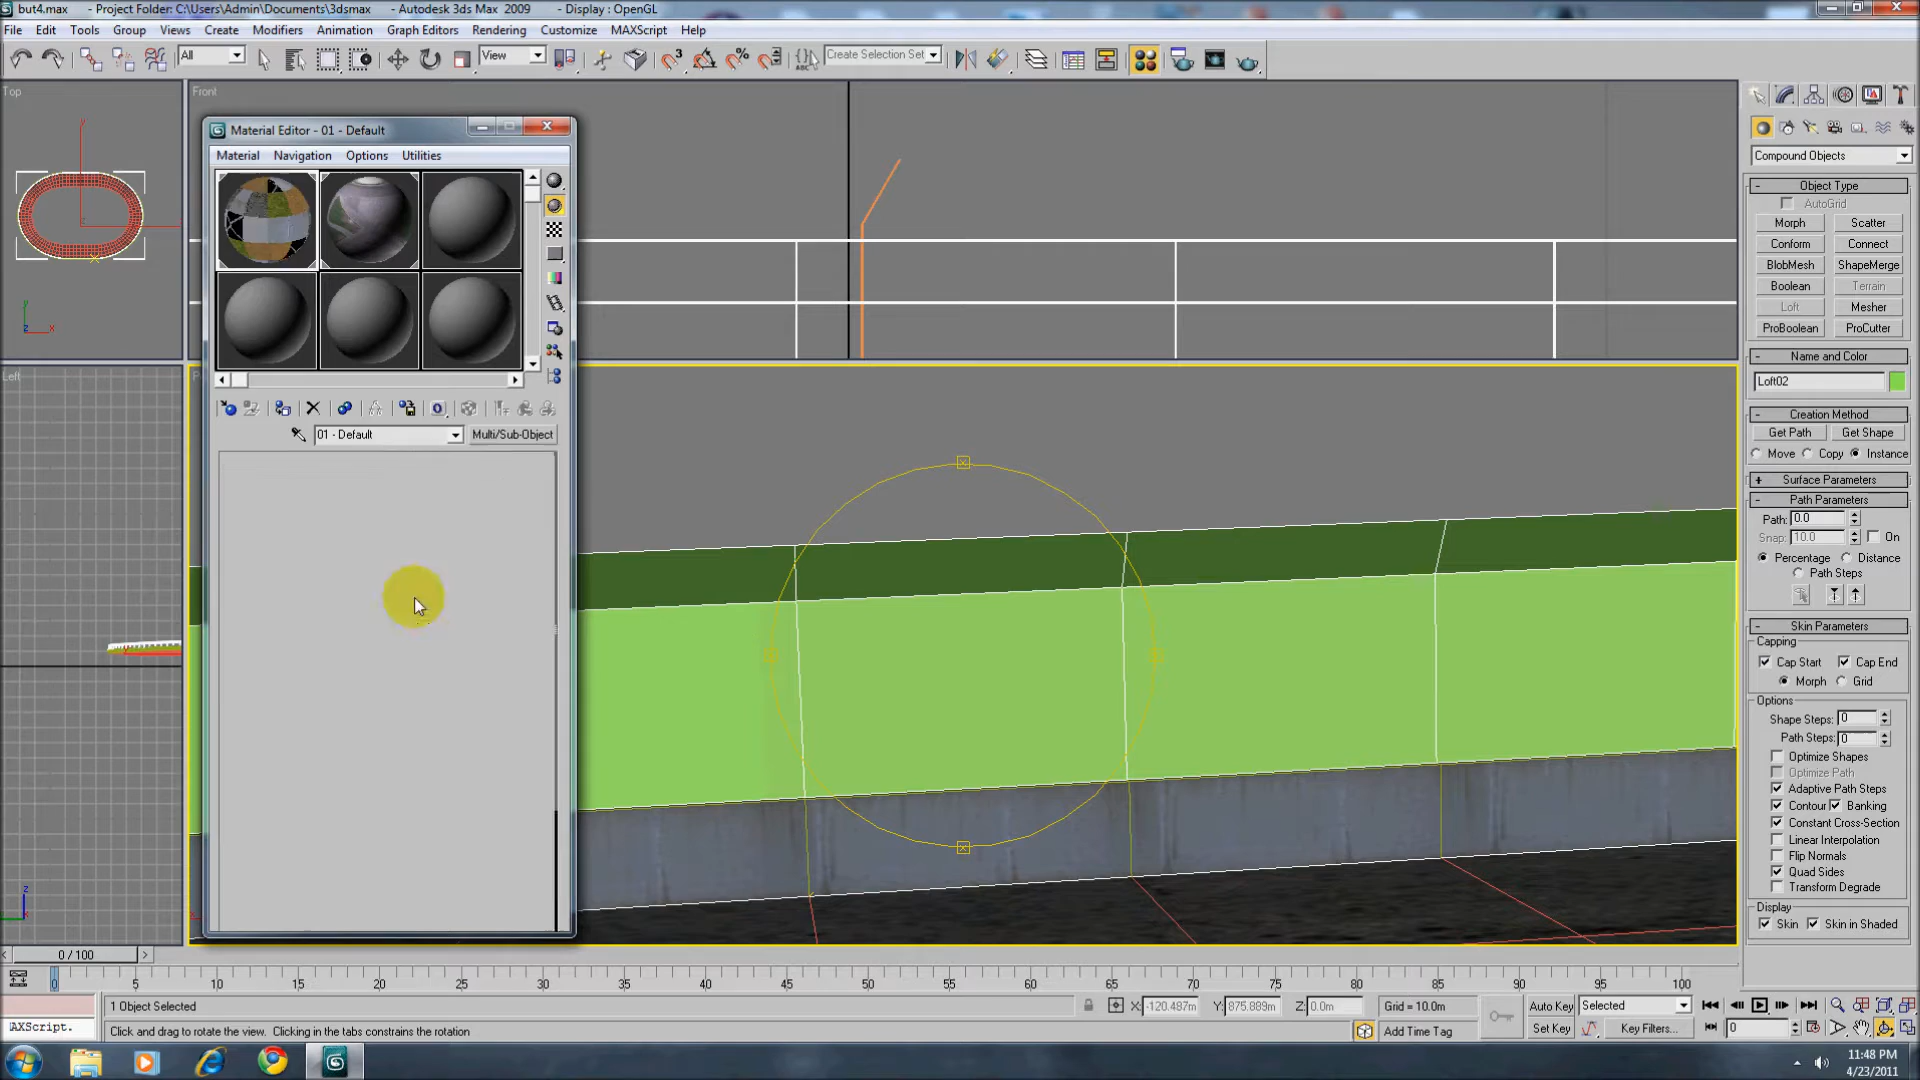 but4.max - Project Folder: C:\Users\Admin\Documents\3dsmax - Autodesk 3ds Max 2009 - Display : OpenGL
File Edit Tools Group Views Create Modifiers Animation Graph Editors Rendering Customize MAXScript Help
All View Create Selection Set
Top
Front
Left
Material Editor - 01 - Default
Material Navigation Options Utilities
01 - Default Multi/Sub-Object
Compound Objects
Object Type
AutoGrid
Morph Scatter
Conform Connect
BlobMesh ShapeMerge
Boolean Terrain
Loft Mesher
ProBoolean ProCutter
Name and Color
Loft02
Creation Method
Get Path Get Shape
Move Copy Instance
Surface Parameters
Path Parameters
Path: 0.0
Snap: 10.0 On
Percentage Distance
Path Steps
Skin Parameters
Capping
Cap Start Cap End
Morph Grid
Options
Shape Steps: 0
Path Steps: 0
Optimize Shapes
Optimize Path
Adaptive Path Steps
Contour Banking
Constant Cross-Section
Linear Interpolation
Flip Normals
Quad Sides
Transform Degrade
Display
Skin Skin in Shaded
0 / 100
5 10 15 20 25 30 35 40 45 50 55 60 65 70 75 80 85 90 95 100
1 Object Selected X: -120.487m Y: 875.889m Z: 0.0m Grid = 10.0m Auto Key Selected
AXScript. Click and drag to rotate the view. Clicking in the tabs constrains the rotation Add Time Tag Set Key Key Filters... 0
11:48 PM
4/23/2011